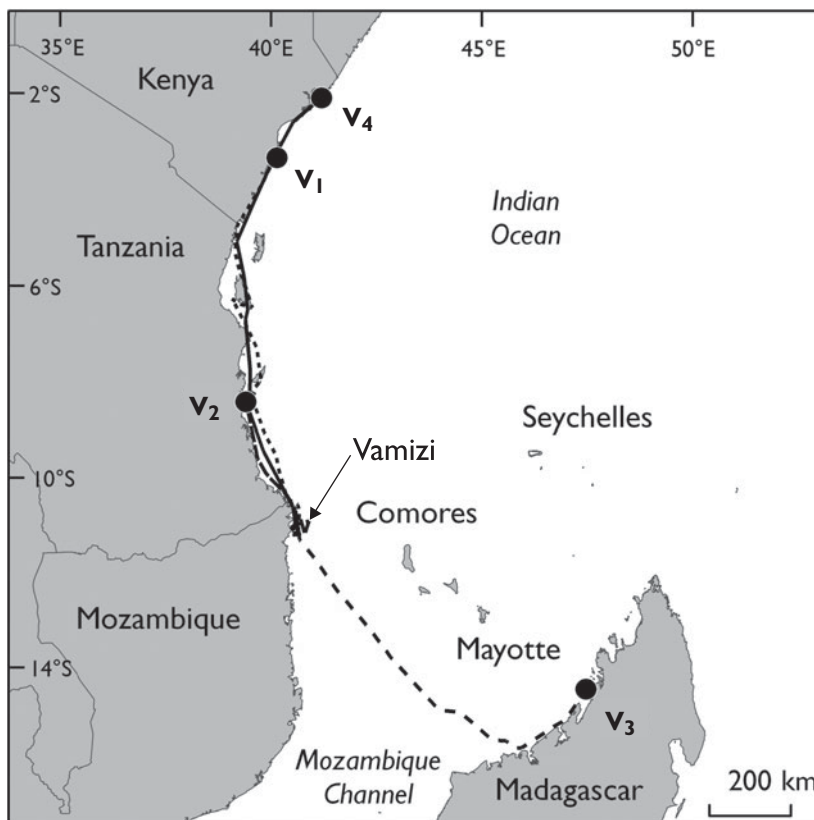 35°E 40°E 45°E 50°E
Kenya
2°S
V4
V1
Indian
Ocean
Tanzania
6°S
V2
Seychelles
Vamizi
10°S
Comores
Mozambique
Mayotte
14°S
V3
Mozambique
Channel
Madagascar
200 km